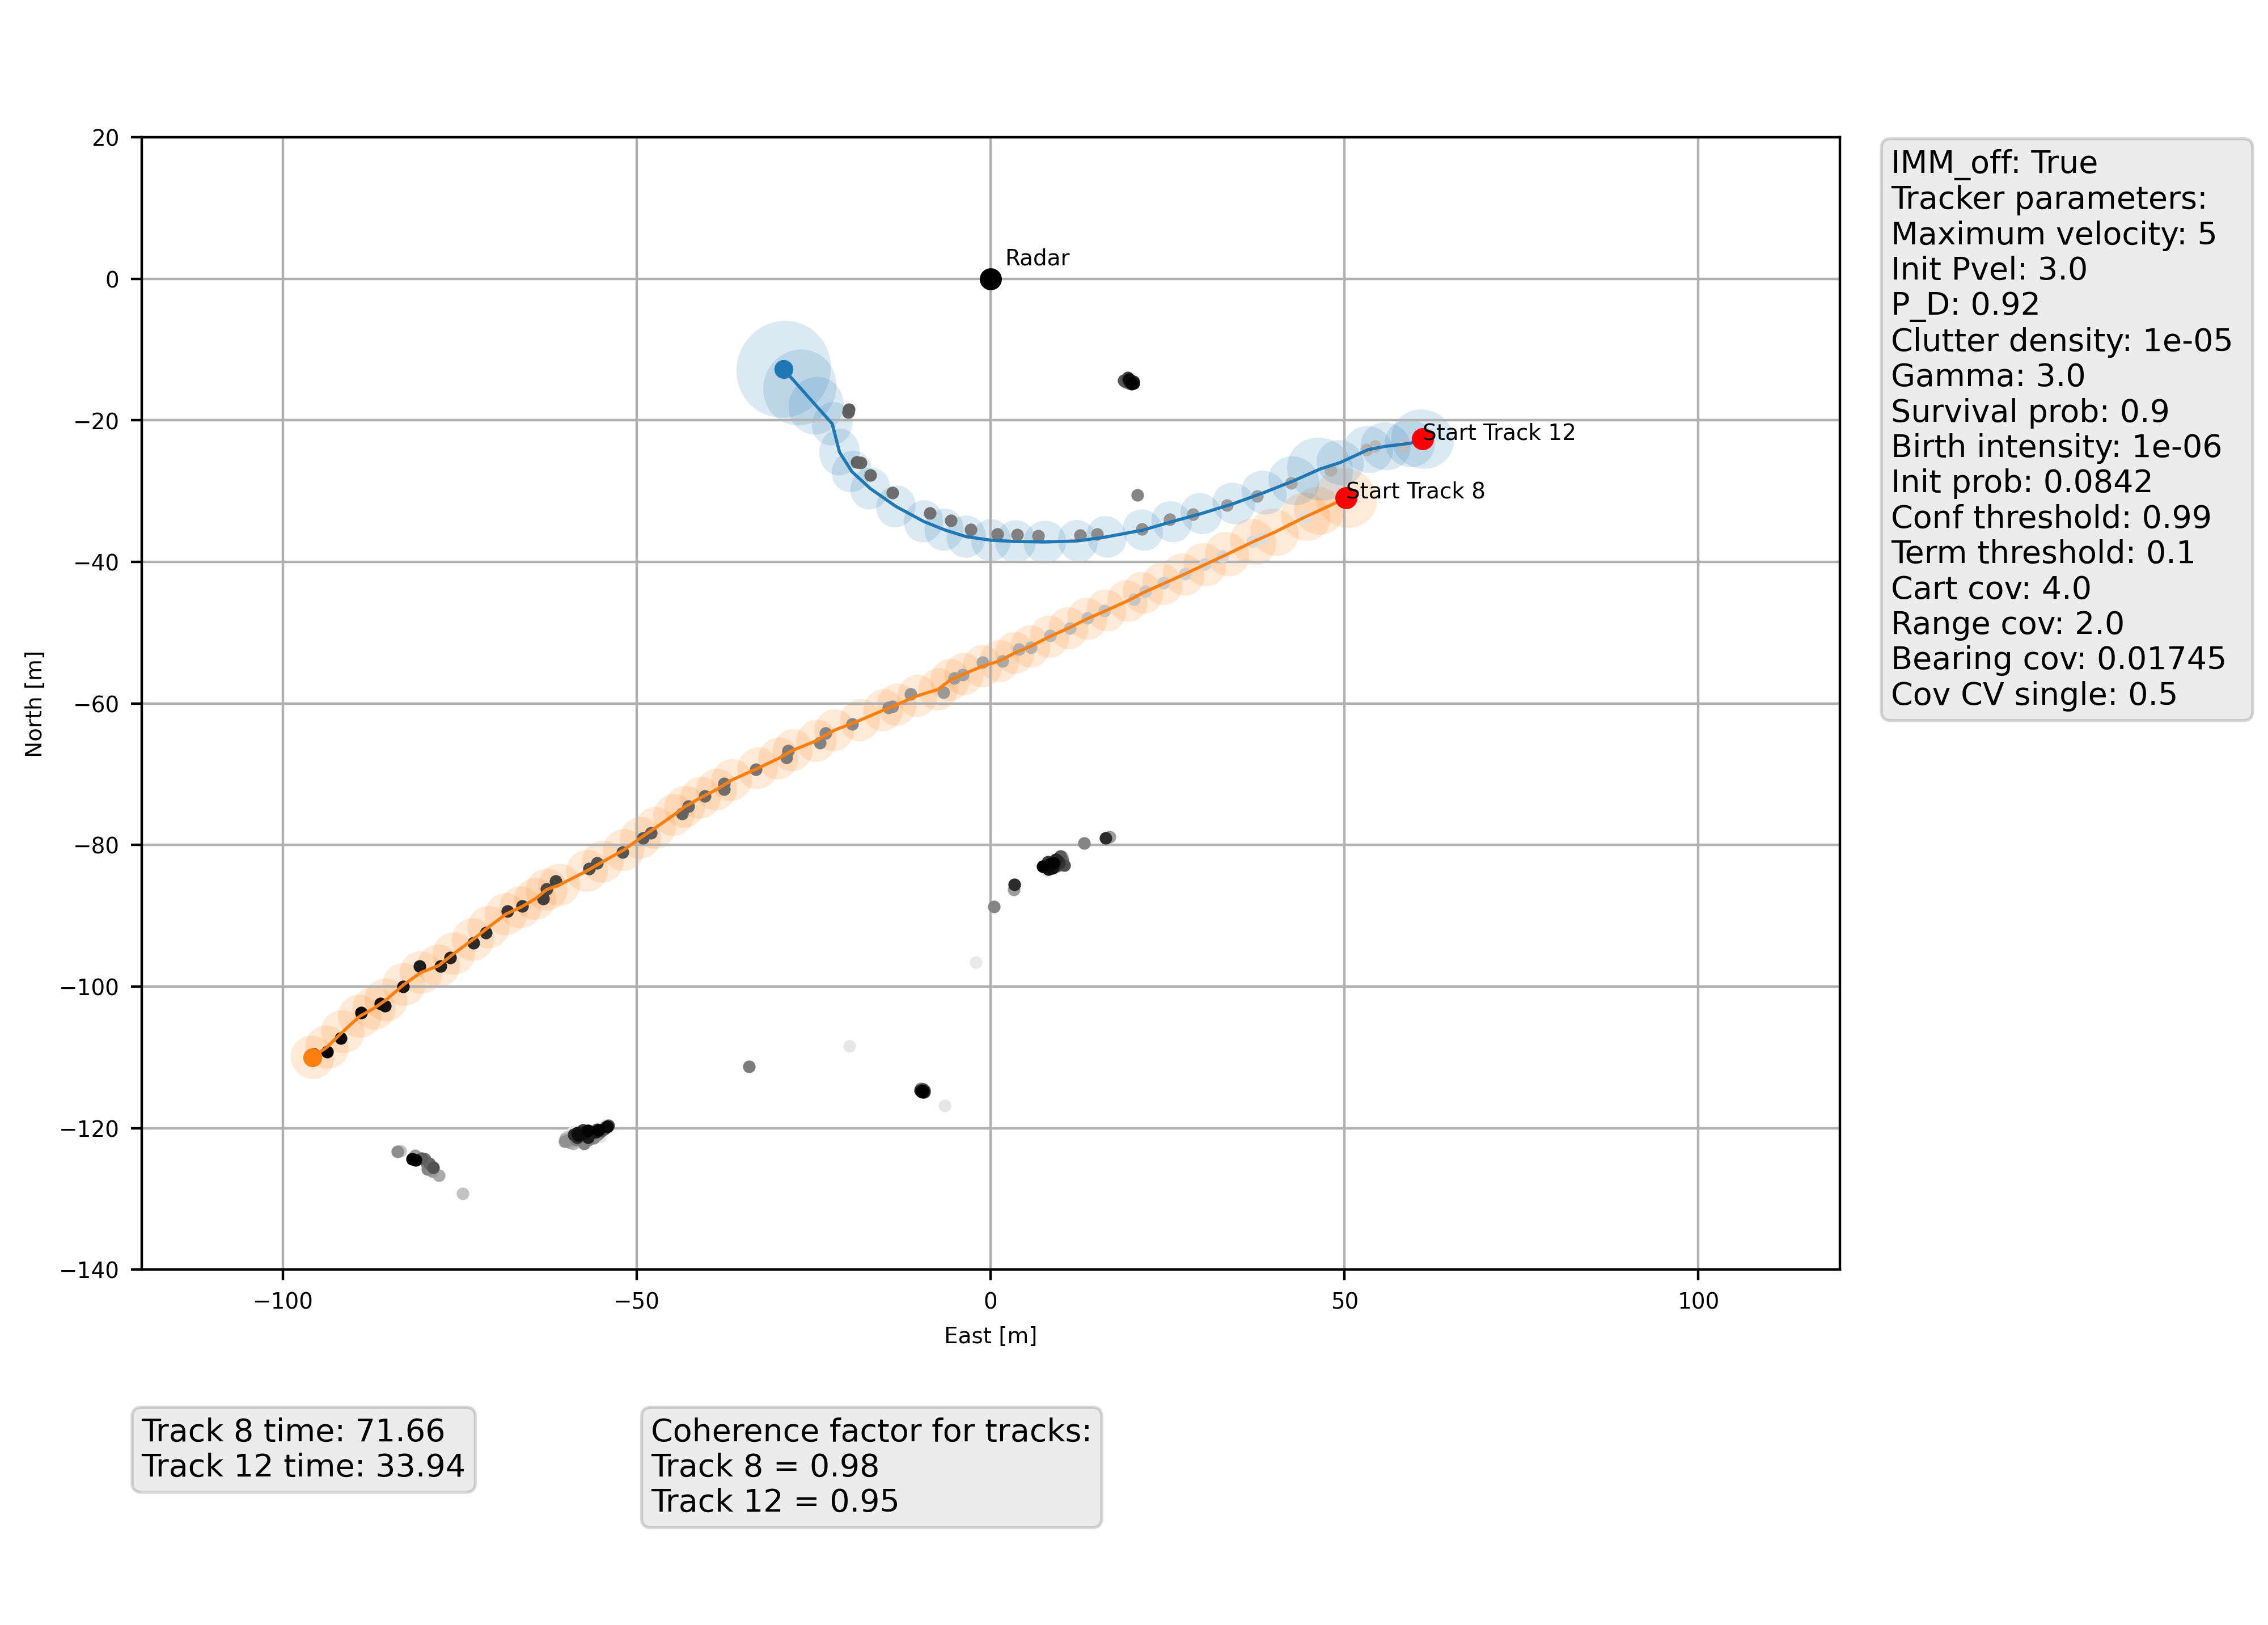 20
0
−20
−40
−60
−80
−100
−120
−140
−100
−50
0
50
100
North [m]
East [m]
Radar
Start Track 12
Start Track 8
IMM_off: True
Tracker parameters:
Maximum velocity: 5
Init Pvel: 3.0
P_D: 0.92
Clutter density: 1e-05
Gamma: 3.0
Survival prob: 0.9
Birth intensity: 1e-06
Init prob: 0.0842
Conf threshold: 0.99
Term threshold: 0.1
Cart cov: 4.0
Range cov: 2.0
Bearing cov: 0.01745
Cov CV single: 0.5
Track 8 time: 71.66
Track 12 time: 33.94
Coherence factor for tracks:
Track 8 = 0.98
Track 12 = 0.95